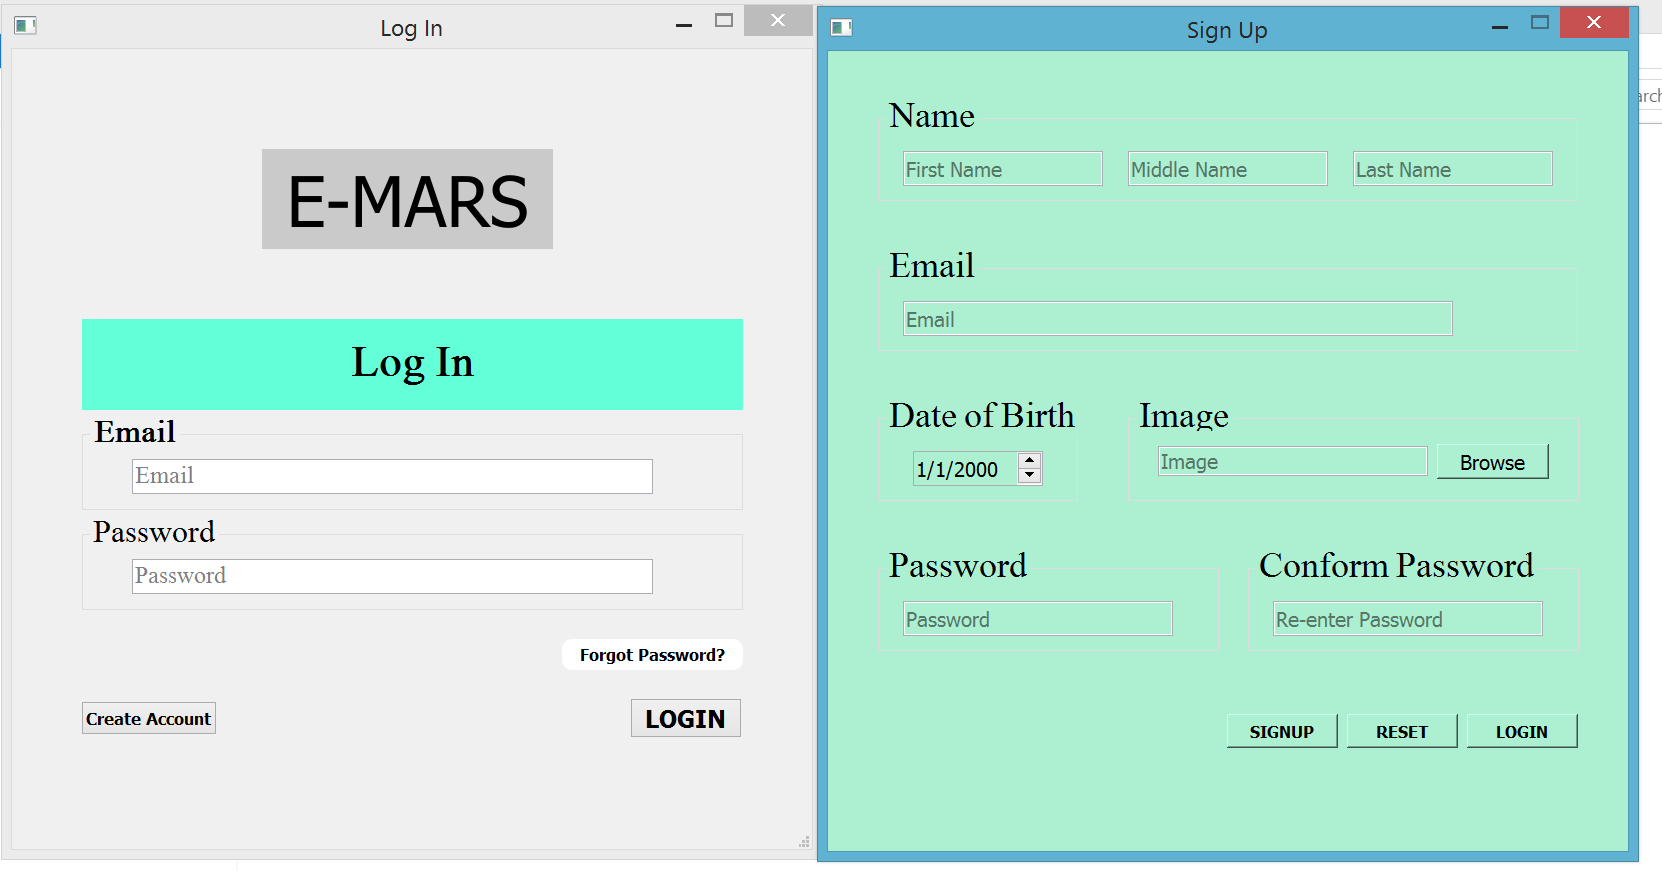 Log In
E-MARS
Log In
Email
Email
Password
Password
Forgot Password?
Create Account
LOGIN
Sign Up
Name
First Name
Middle Name
Last Name
Email
Email
Date of Birth
1/1/2000
Image
Image
Browse
Password
Password
Conform Password
Re-enter Password
SIGNUP
RESET
LOGIN
arch